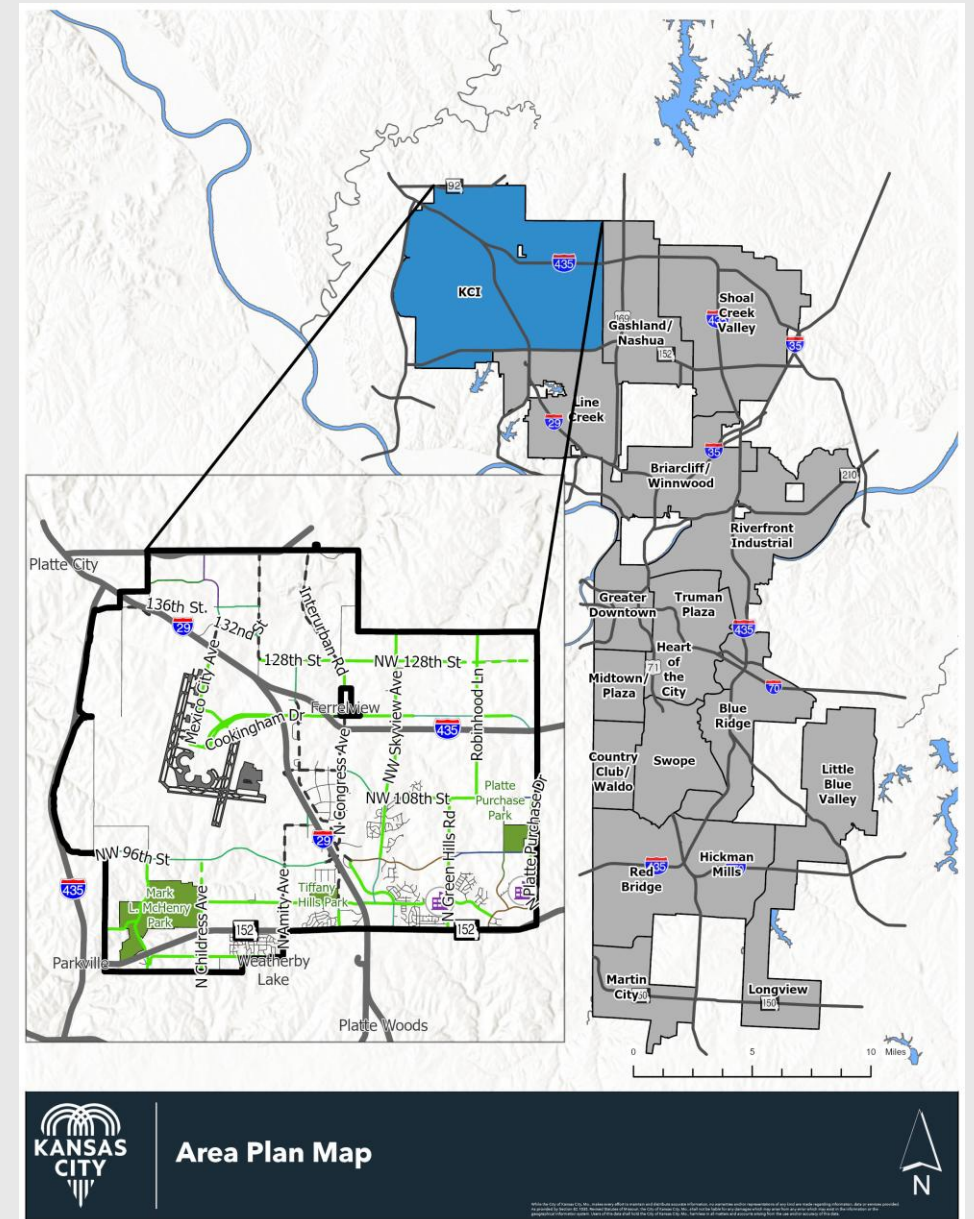 92
435
KCI
Shoal
Creek
Valley
169
Gashland/
Nashua
435
35
152
Line
Creek
29
35
Briarcliff/
Winnwood
210
Riverfront
Industrial
Greater
Downtown
Truman
Plaza
435
Heart
of
the
City
71
Midtown/
Plaza
70
Blue
Ridge
Country
Club/
Waldo
Swope
Little
Blue
Valley
Hickman
Mills
435
Red
Bridge
Martin
City
150
Longview
150
0 5 10 Miles
Platte City
136th St.
29
132nd St
Interurban Rd
128th St
NW 128th St
Mexico City Ave
Ferrelview
Cookingham Dr
435
N Congress Ave
NW Skyview Ave
Robinhood Ln
NW 108th St
Platte
Purchase
Park
N Platte Purchase Dr
29
NW 96th St
435
Mark
L. McHenry
Park
N Childress Ave
N Amity Ave
Tiffany
Hills Park
N Green Hills Rd
152
152
Parkville
Weatherby
Lake
Platte Woods
KANSAS
CITY
Area Plan Map
N